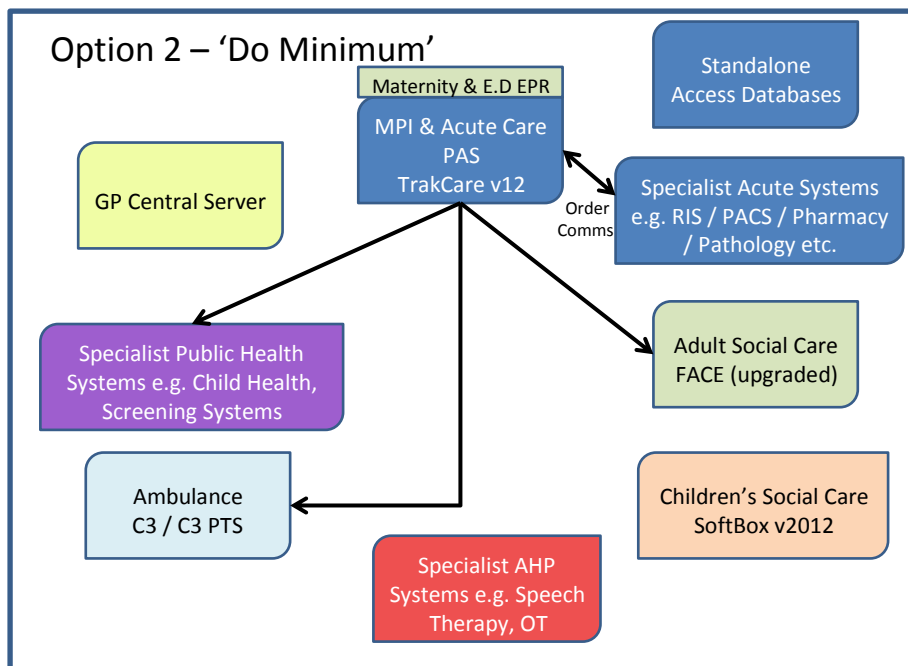 Option 2 – ‘Do Minimum’
Standalone
Access Databases
Maternity & E.D EPR
MPI & Acute Care
PAS
TrakCare v12
GP Central Server
Order
Comms
Specialist Acute Systems
e.g. RIS / PACS / Pharmacy
/ Pathology etc.
Specialist Public Health
Systems e.g. Child Health,
Screening Systems
Adult Social Care
FACE (upgraded)
Ambulance
C3 / C3 PTS
Children’s Social Care
SoftBox v2012
Specialist AHP
Systems e.g. Speech
Therapy, OT